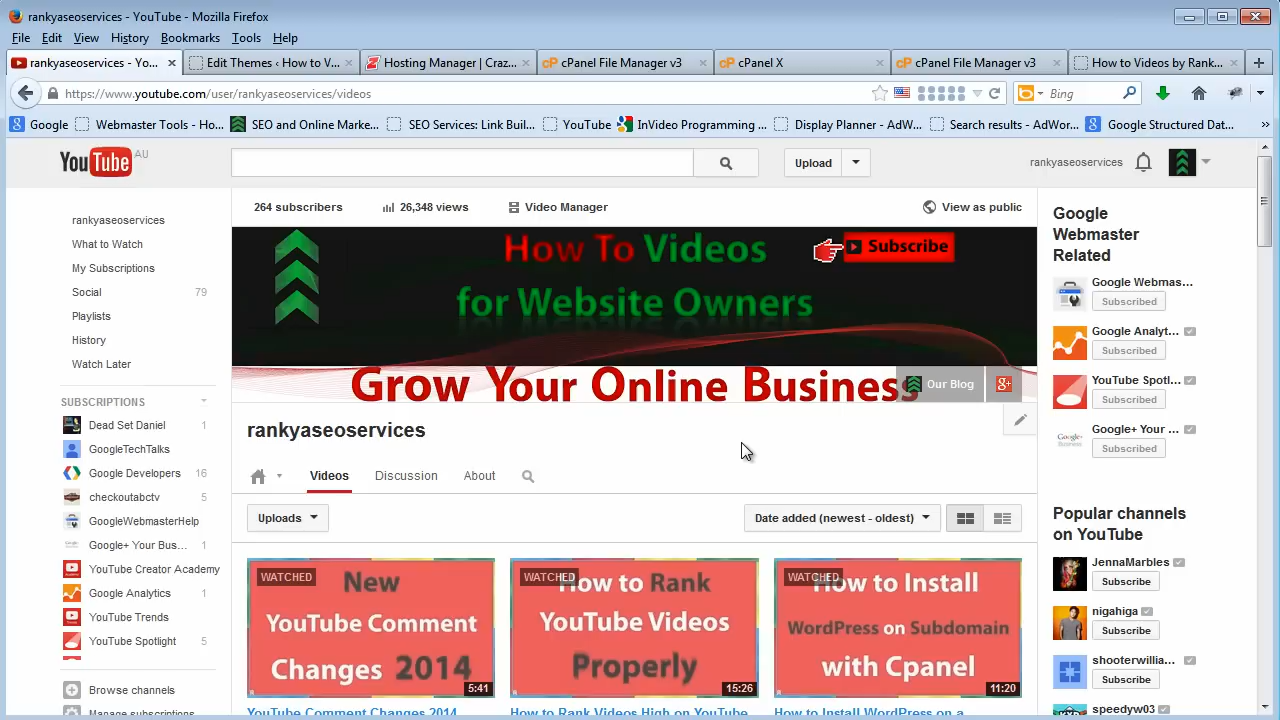 rankyaseoservices - YouTube - Mozilla Firefox
File Edit View History Bookmarks Tools Help
rankyaseoservices - Yo... Edit Themes ‹ How to V... Hosting Manager | Craz... cPanel File Manager v3 cPanel X cPanel File Manager v3 How to Videos by Rank...
https://www.youtube.com/user/rankyaseoservices/videos Bing
Google Webmaster Tools - Ho... SEO and Online Marke... SEO Services: Link Buil... YouTube InVideo Programming ... Display Planner - AdW... Search results - AdWor... Google Structured Dat... »
YouTube AU Upload rankyaseoservices
264 subscribers 26,348 views Video Manager View as public
How To Videos
Subscribe
for Website Owners
Grow Your Online Business
Our Blog g+
rankyaseoservices
Videos Discussion About
Uploads Date added (newest - oldest)
WATCHED
New
YouTube Comment
Changes 2014
5:41
YouTube Comment Changes 2014
WATCHED
How to Rank
YouTube Videos
Properly
15:26
How to Rank Videos High on YouTube
WATCHED
How to Install
WordPress on Subdomain
with Cpanel
11:20
How to Install WordPress on a
rankyaseoservices
What to Watch
My Subscriptions
Social 79
Playlists
History
Watch Later
SUBSCRIPTIONS
Dead Set Daniel 1
GoogleTechTalks
Google Developers 16
checkoutabctv 5
GoogleWebmasterHelp
Google+ Your Bus... 1
YouTube Creator Academy
Google Analytics 1
YouTube Trends
YouTube Spotlight 5
Browse channels
Manage subscriptions
Google
Webmaster
Related
Google Webmas...
Subscribed
Google Analyt...
Subscribed
YouTube Spotl...
Subscribed
Google+ Your ...
Subscribed
Popular channels
on YouTube
JennaMarbles
Subscribe
nigahiga
Subscribe
shooterwillia...
Subscribe
speedyw03